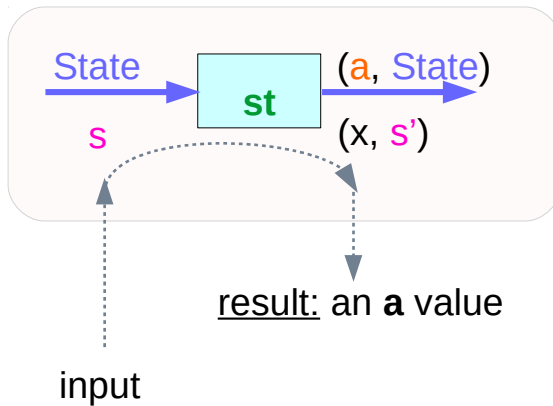 State
st
(a, State)
s
(x, s’)
result: an a value
input